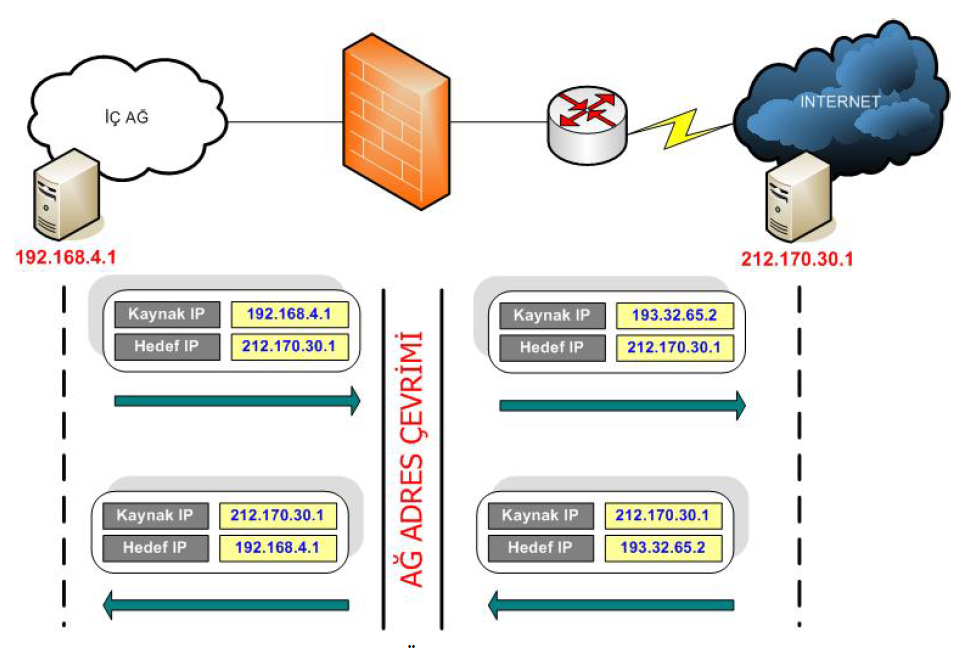 İÇ AĞ
INTERNET
192.168.4.1
212.170.30.1
Kaynak IP 192.168.4.1
Hedef IP 212.170.30.1
Kaynak IP 193.32.65.2
Hedef IP 212.170.30.1
AĞ ADRES ÇEVRİMİ
Kaynak IP 212.170.30.1
Hedef IP 192.168.4.1
Kaynak IP 212.170.30.1
Hedef IP 193.32.65.2